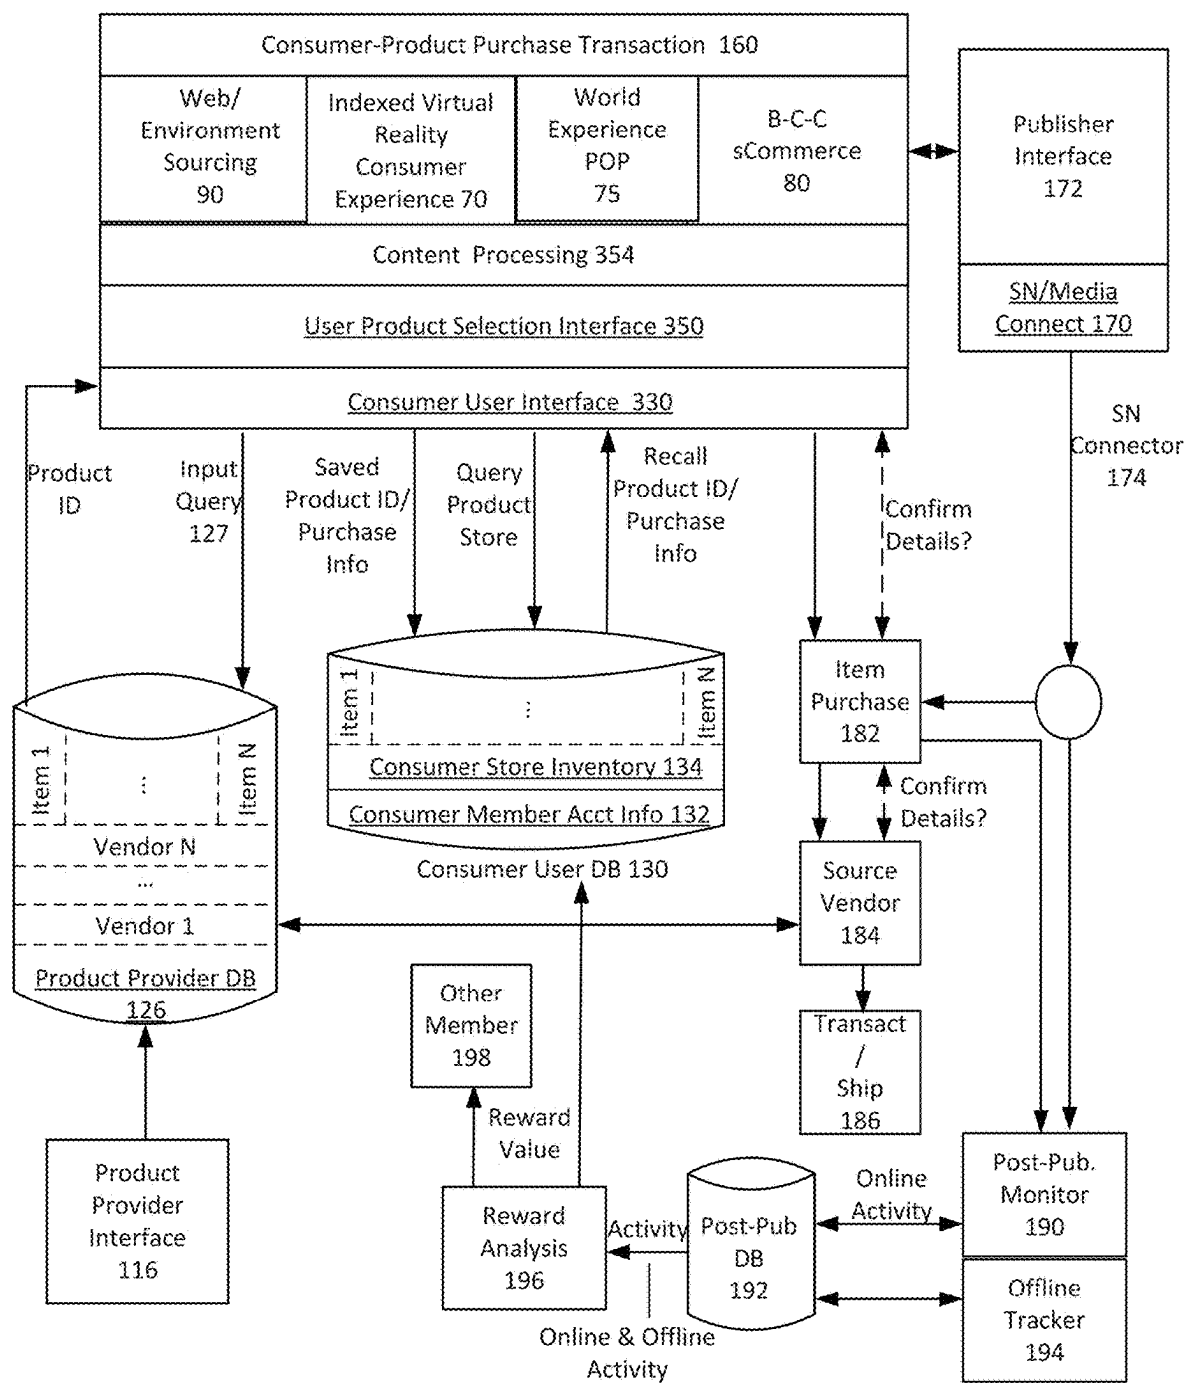 Consumer-Product Purchase Transaction 160
Web/
Environment
Sourcing
90
Indexed Virtual
Reality
Consumer
Experience 70
World
Experience
POP
75
B-C-C
sCommerce
80
Publisher
Interface
172
Content Processing 354
SN/Media
Connect 170
User Product Selection Interface 350
Consumer User Interface 330
Product
ID
Input
Query
127
Saved
Product ID/
Purchase
Info
Query
Product
Store
Recall
Product ID/
Purchase
Info
Confirm
Details?
SN
Connector
174
Item 1
...
Item N
Consumer Store Inventory 134
Consumer Member Acct Info 132
Consumer User DB 130
Item
Purchase
182
Confirm
Details?
Item 1
...
Item N
Vendor N
...
Vendor 1
Product Provider DB
126
Source
Vendor
184
Other
Member
198
Transact
/
Ship
186
Reward
Value
Product
Provider
Interface
116
Reward
Analysis
196
Activity
Online & Offline
Activity
Post-Pub
DB
192
Online
Activity
Post-Pub.
Monitor
190
Offline
Tracker
194